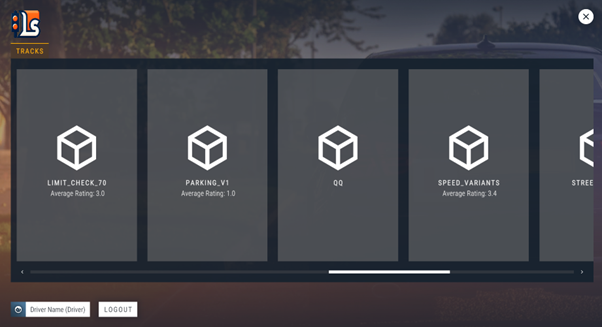 Ls
TRACKS
LIMIT_CHECK_70
Average Rating: 3.0
PARKING_V1
Average Rating: 1.0
QQ
SPEED_VARIANTS
Average Rating: 3.4
STREE
Driver Name (Driver)
LOGOUT